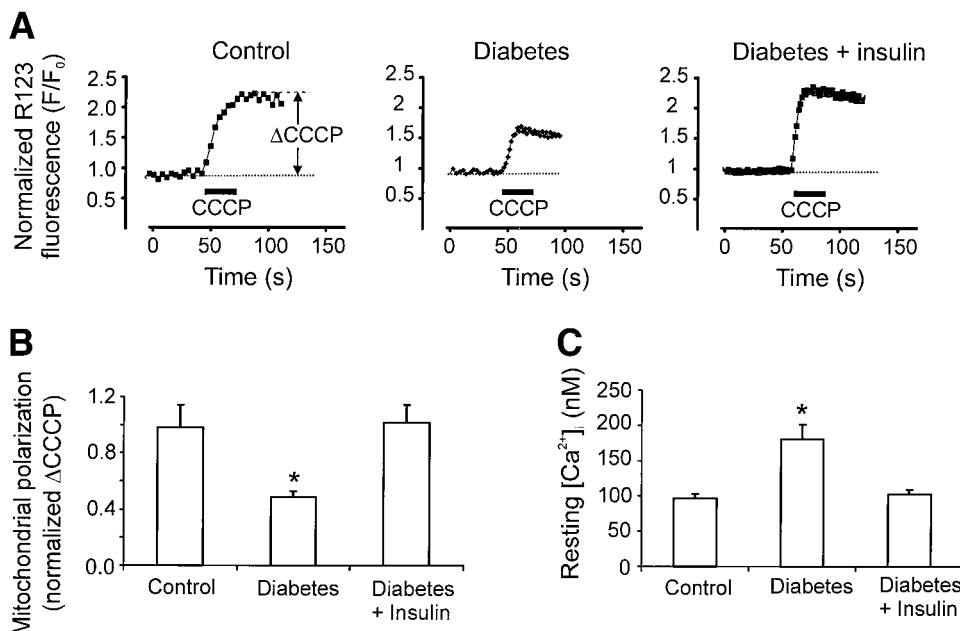 A
Control
Diabetes
Diabetes + insulin
Normalized R123
fluorescence (F/F₀)
2.5
2.0
1.5
1.0
0.5
ΔCCCP
CCCP
0 50 100 150
Time (s)
2.5
2
1.5
1
0.5
CCCP
0 50 100 150
Time (s)
2.5
2
1.5
1
0.5
CCCP
0 50 100 150
Time (s)
B
Mitochondrial polarization
(normalized ΔCCCP)
1.2
0.8
0.4
0.0
*
Control
Diabetes
Diabetes
+ Insulin
C
Resting [Ca²⁺]ᵢ (nM)
250
200
150
100
50
0
*
Control
Diabetes
Diabetes
+ Insulin